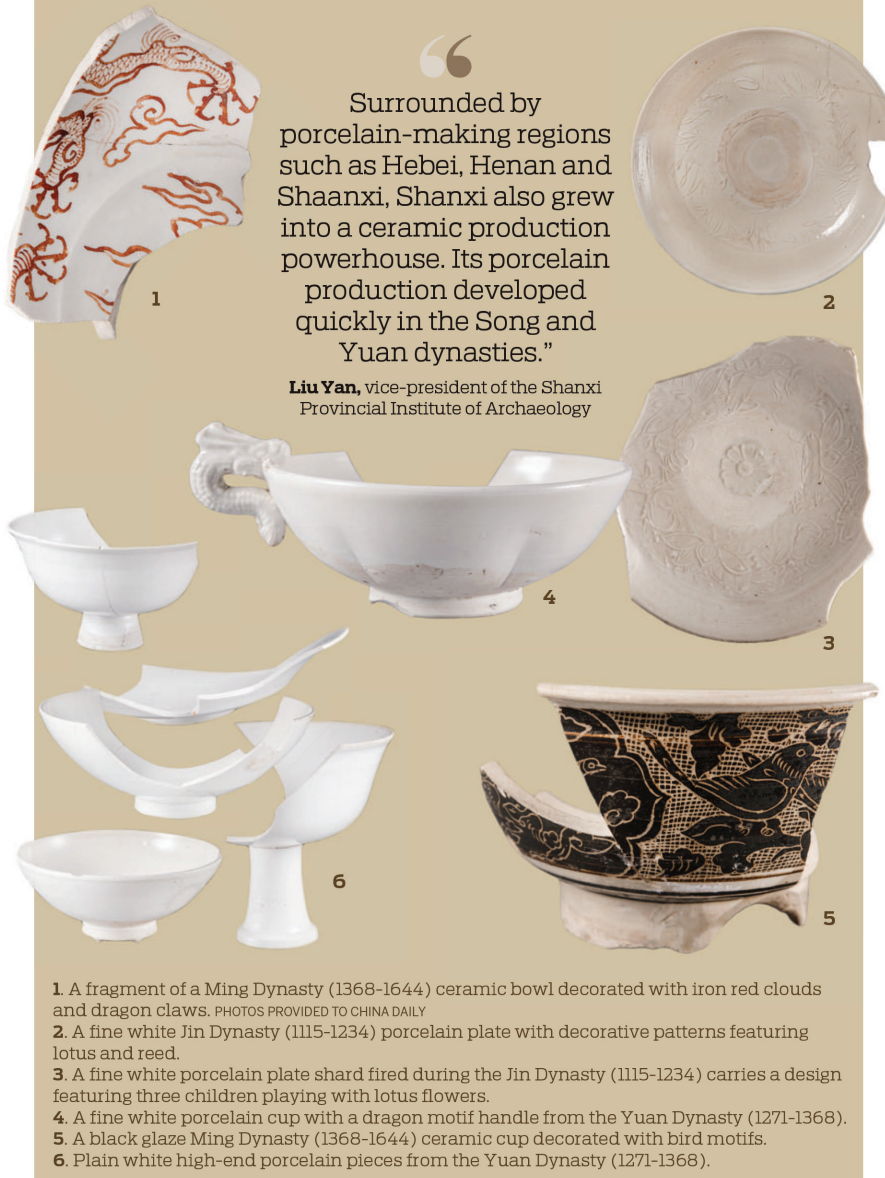 “
Surrounded by
porcelain-making regions
such as Hebei, Henan and
Shaanxi, Shanxi also grew
into a ceramic production
powerhouse. Its porcelain
production developed
quickly in the Song and
Yuan dynasties.”
Liu Yan, vice-president of the Shanxi
Provincial Institute of Archaeology
1
2
3
4
5
6
1. A fragment of a Ming Dynasty (1368-1644) ceramic bowl decorated with iron red clouds
and dragon claws. PHOTOS PROVIDED TO CHINA DAILY
2. A fine white Jin Dynasty (1115-1234) porcelain plate with decorative patterns featuring
lotus and reed.
3. A fine white porcelain plate shard fired during the Jin Dynasty (1115-1234) carries a design
featuring three children playing with lotus flowers.
4. A fine white porcelain cup with a dragon motif handle from the Yuan Dynasty (1271-1368).
5. A black glaze Ming Dynasty (1368-1644) ceramic cup decorated with bird motifs.
6. Plain white high-end porcelain pieces from the Yuan Dynasty (1271-1368).